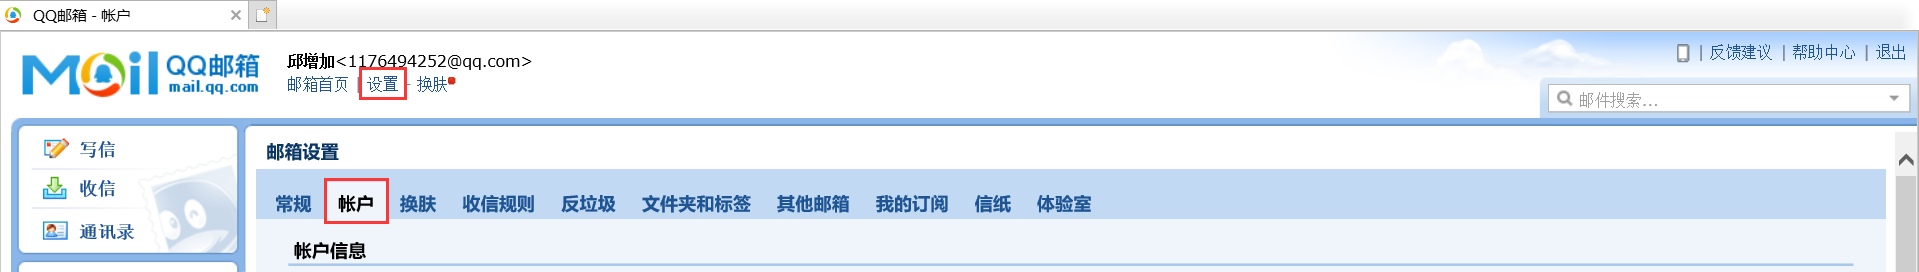 QQ邮箱 - 帐户
Mail QQ邮箱
mail.qq.com
邱增加<1176494252@qq.com>
邮箱首页 | 设置 - 换肤
反馈建议 | 帮助中心 | 退出
邮件搜索...
写信
收信
通讯录
邮箱设置
常规 帐户 换肤 收信规则 反垃圾 文件夹和标签 其他邮箱 我的订阅 信纸 体验室
帐户信息